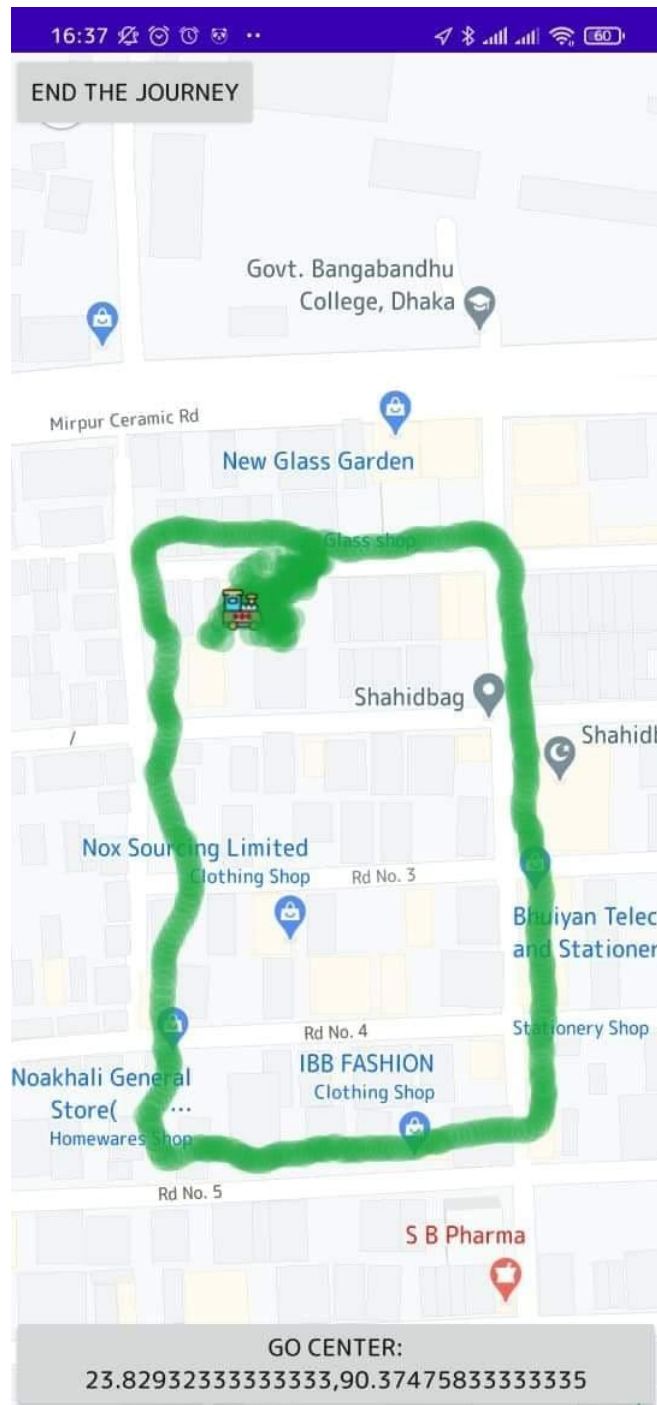 16:37
60
END THE JOURNEY
Govt. Bangabandhu
College, Dhaka
Mirpur Ceramic Rd
New Glass Garden
Glass shop
Shahidbag
Shahidb
Nox Sourcing Limited
Clothing Shop
Rd No. 3
Bhuiyan Telec
and Stationer
Rd No. 4
Stationery Shop
IBB FASHION
Clothing Shop
Noakhali General
Store( ...
Homewares Shop
Rd No. 5
S B Pharma
GO CENTER:
23.82932333333333,90.37475833333335